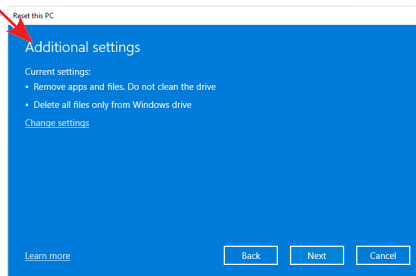 Reset this PC
Additional settings
Current settings:
• Remove apps and files. Do not clean the drive
• Delete all files only from Windows drive
Change settings
Learn more
Back
Next
Cancel